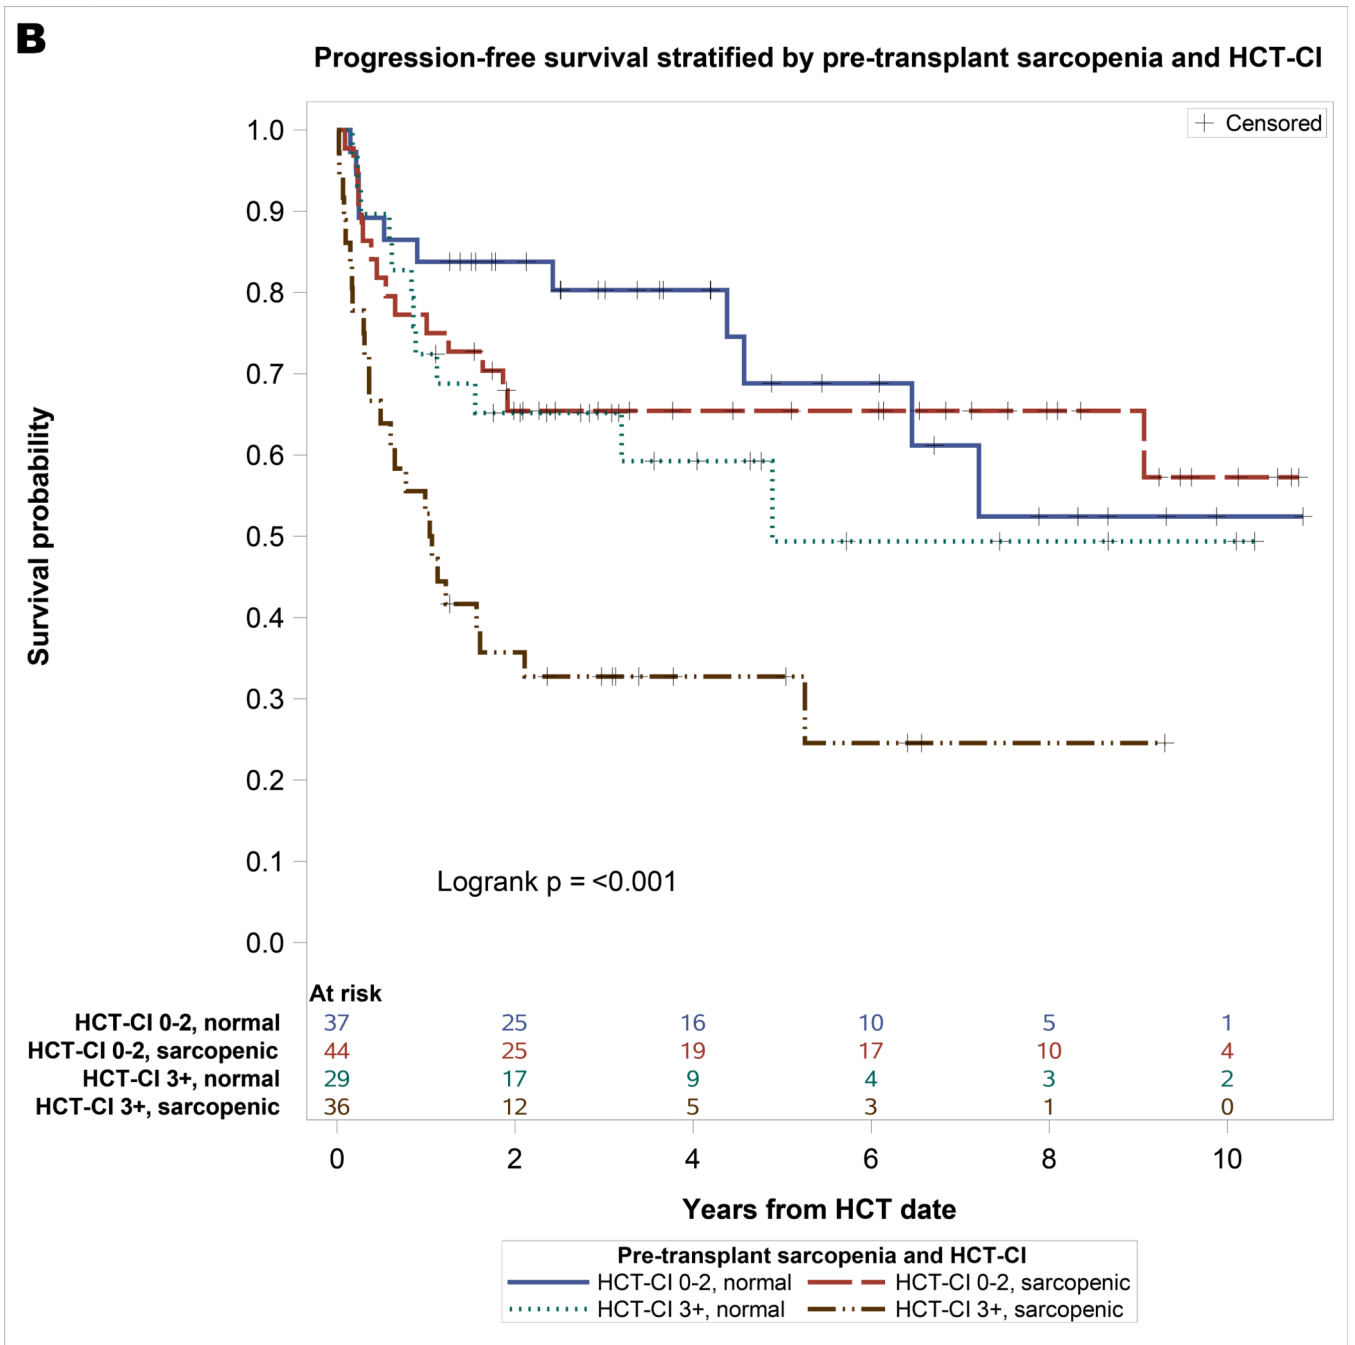 B
Progression-free survival stratified by pre-transplant sarcopenia and HCT-CI
Censored
1.0
0.9
0.8
0.7
0.6
0.5
0.4
0.3
0.2
0.1
0.0
Survival probability
Logrank p = <0.001
At risk
HCT-CI 0-2, normal 37 25 16 10 5 1
HCT-CI 0-2, sarcopenic 44 25 19 17 10 4
HCT-CI 3+, normal 29 17 9 4 3 2
HCT-CI 3+, sarcopenic 36 12 5 3 1 0
0 2 4 6 8 10
Years from HCT date
Pre-transplant sarcopenia and HCT-CI
HCT-CI 0-2, normal HCT-CI 0-2, sarcopenic
HCT-CI 3+, normal HCT-CI 3+, sarcopenic